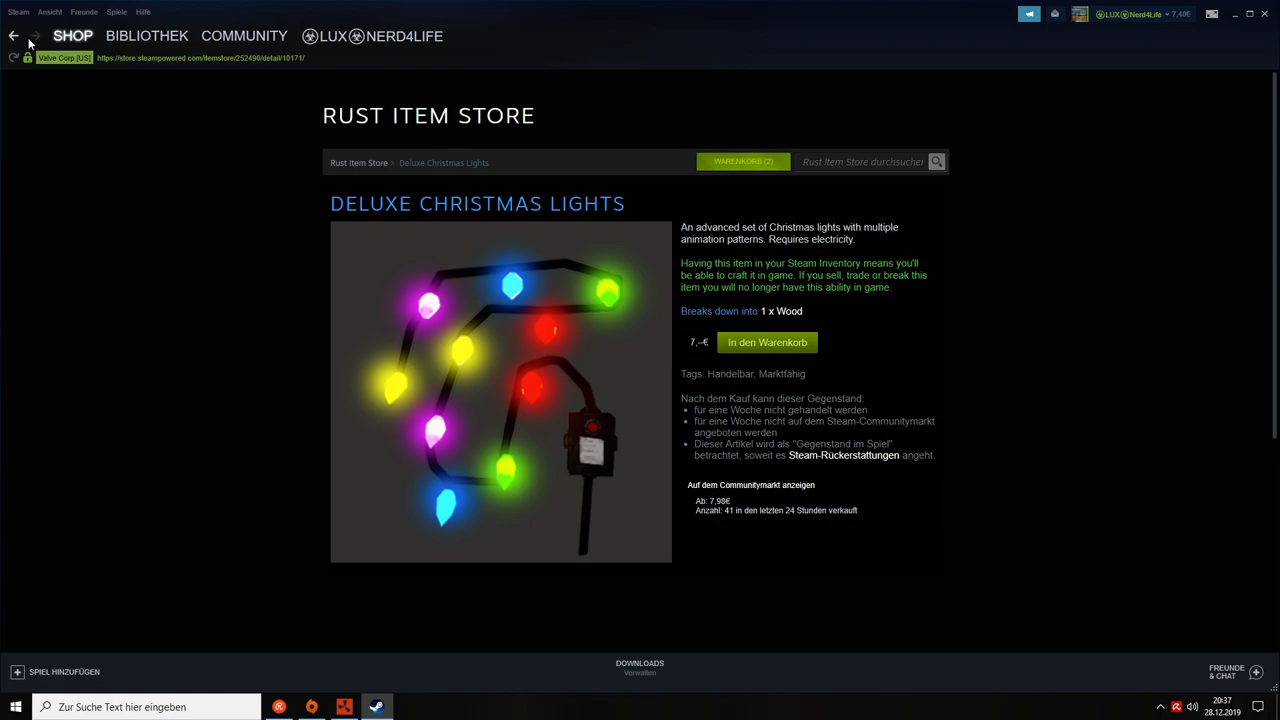 Steam Ansicht Freunde Spiele Hilfe
☣LUX☣Nerd4Life 7,48€
SHOP BIBLIOTHEK COMMUNITY ☣LUX☣NERD4LIFE
Valve Corp [US] https://store.steampowered.com/itemstore/252490/detail/10171/
RUST ITEM STORE
Rust Item Store > Deluxe Christmas Lights
WARENKORB (2)
Rust Item Store durchsuchen
DELUXE CHRISTMAS LIGHTS
An advanced set of Christmas lights with multiple
animation patterns. Requires electricity.
Having this item in your Steam Inventory means you'll
be able to craft it in game. If you sell, trade or break this
item you will no longer have this ability in game.
Breaks down into 1 x Wood
7,--€ In den Warenkorb
Tags: Handelbar, Marktfähig
Nach dem Kauf kann dieser Gegenstand:
• für eine Woche nicht gehandelt werden
• für eine Woche nicht auf dem Steam-Communitymarkt
angeboten werden
• Dieser Artikel wird als "Gegenstand im Spiel"
betrachtet, soweit es Steam-Rückerstattungen angeht.
Auf dem Communitymarkt anzeigen
Ab: 7,98€
Anzahl: 41 in den letzten 24 Stunden verkauft
SPIEL HINZUFÜGEN
DOWNLOADS
Verwalten
FREUNDE
& CHAT
Zur Suche Text hier eingeben
20:37
28.12.2019